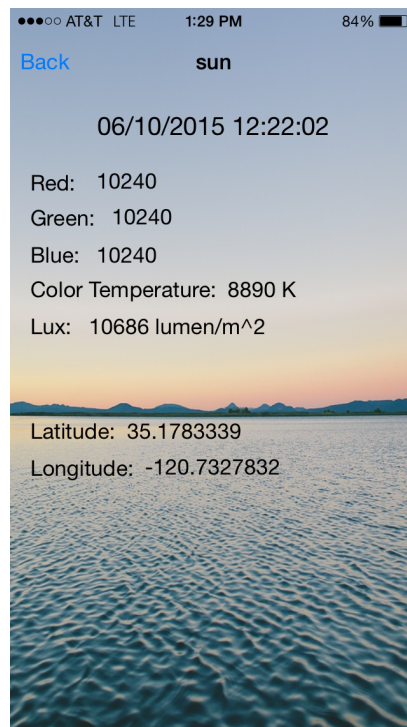 AT&T LTE 1:29 PM 84%
Back sun
06/10/2015 12:22:02
Red: 10240
Green: 10240
Blue: 10240
Color Temperature: 8890 K
Lux: 10686 lumen/m^2
Latitude: 35.1783339
Longitude: -120.7327832